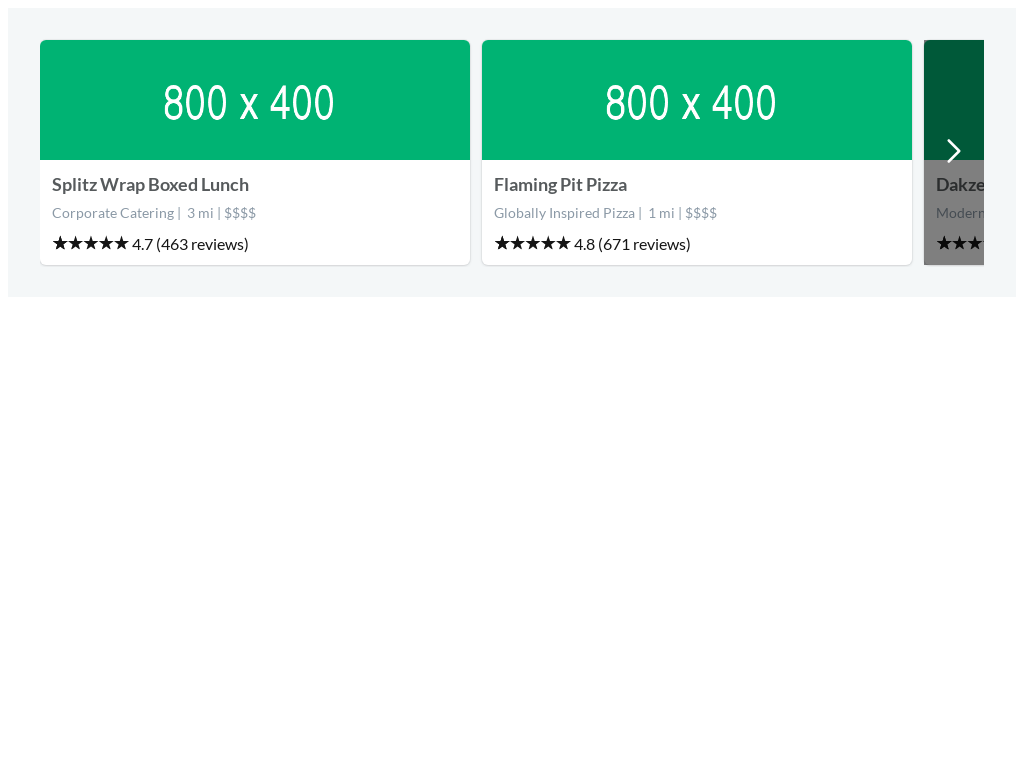 800 x 400
Splitz Wrap Boxed Lunch
Corporate Catering | 3 mi | $$$$
★★★★★ 4.7 (463 reviews)
800 x 400
Flaming Pit Pizza
Globally Inspired Pizza | 1 mi | $$$$
★★★★★ 4.8 (671 reviews)
Dakze
Modern
★★★